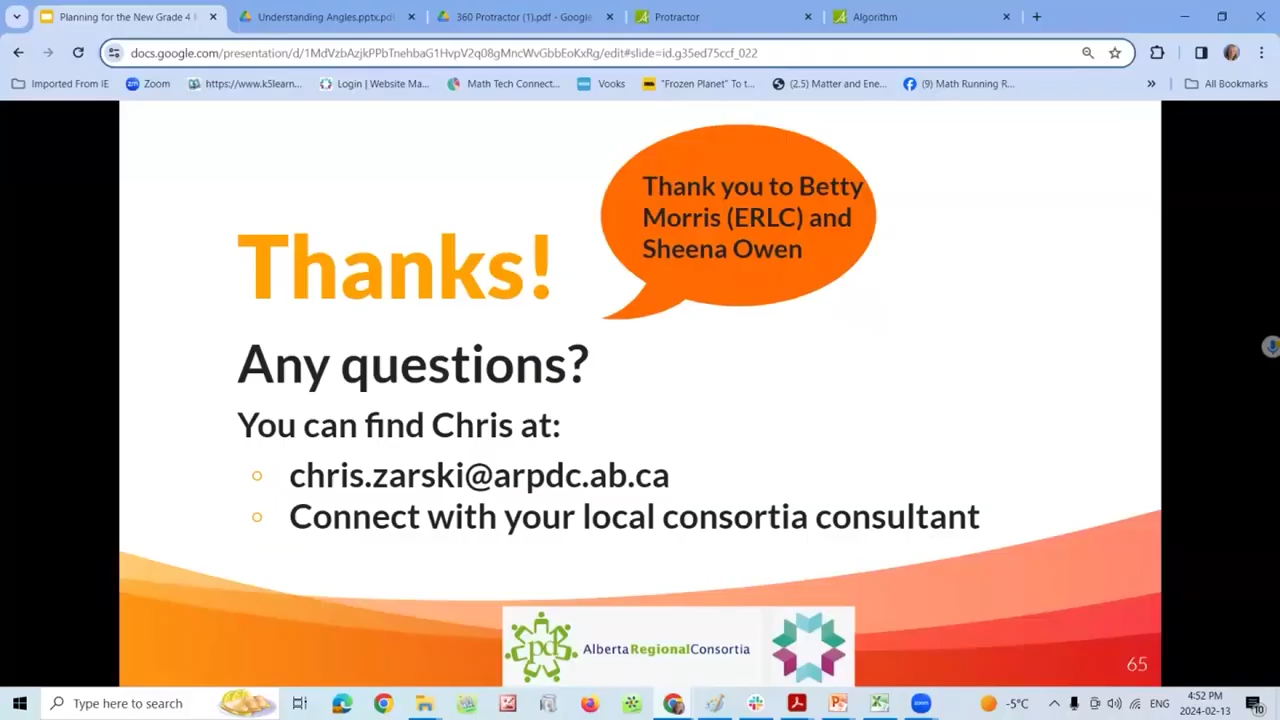 Planning for the New Grade 4
Understanding Angles.pptx.pdf
360 Protractor (1).pdf - Google
Protractor
Algorithm
docs.google.com/presentation/d/1MdVzbAzjkPPbTnehbaG1HvpV2q08gMncWvGbbEoKxRg/edit#slide=id.g35ed75ccf_022
Imported From IE
Zoom
https://www.k5learn...
Login | Website Ma...
Math Tech Connect...
Vooks
"Frozen Planet" To t...
(2.5) Matter and Ene...
(9) Math Running R...
All Bookmarks
Thank you to Betty
Morris (ERLC) and
Sheena Owen
Thanks!
Any questions?
You can find Chris at:
chris.zarski@arpdc.ab.ca
Connect with your local consortia consultant
pds
AlbertaRegionalConsortia
65
Type here to search
-5°C
ENG
4:52 PM
2024-02-13
10